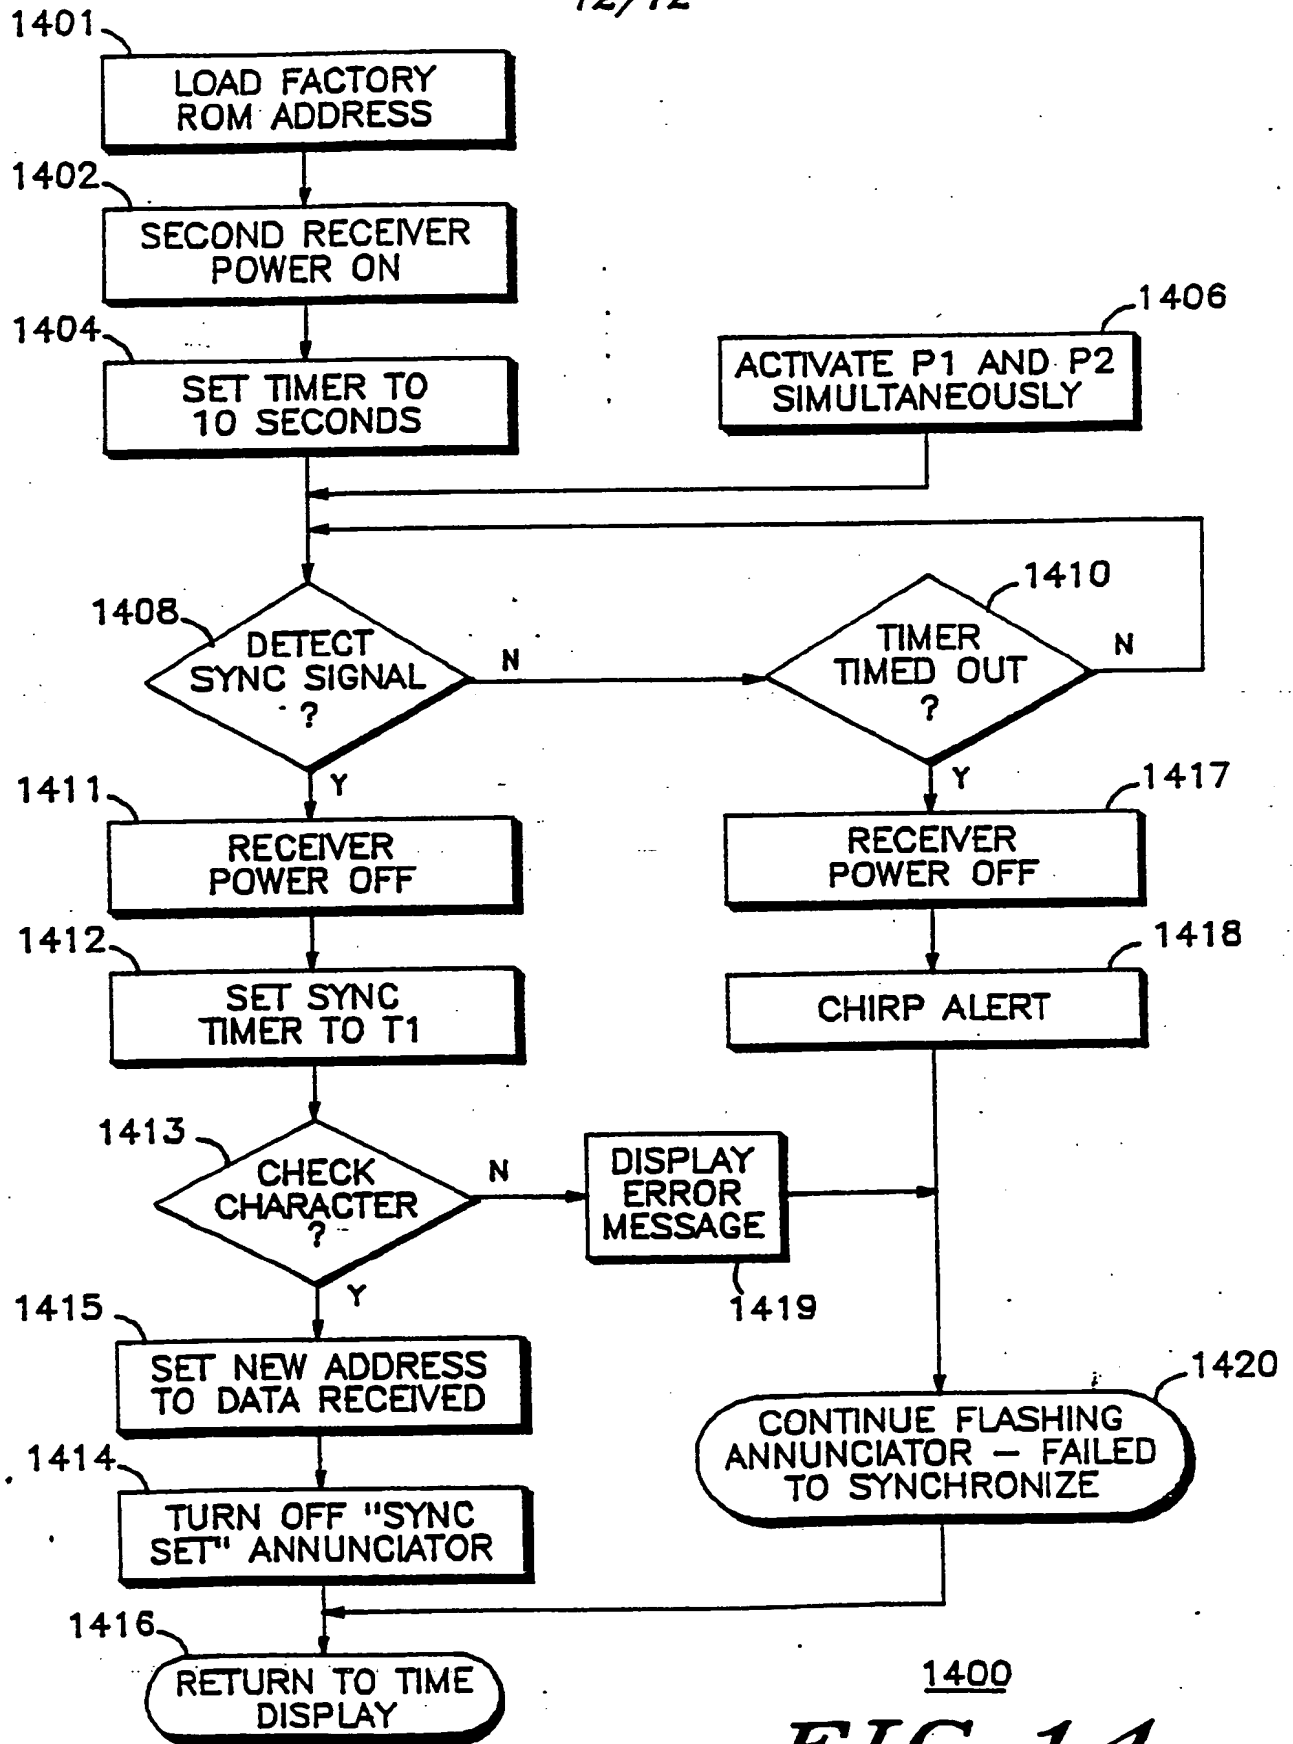 12/12
1401
LOAD FACTORY
ROM ADDRESS
1402
SECOND RECEIVER
POWER ON
1404
SET TIMER TO
10 SECONDS
1406
ACTIVATE P1 AND P2
SIMULTANEOUSLY
1408
DETECT
SYNC SIGNAL
?
N
Y
1410
TIMER
TIMED OUT
?
N
Y
1411
RECEIVER
POWER OFF
1417
RECEIVER
POWER OFF
1412
SET SYNC
TIMER TO T1
1418
CHIRP ALERT
1413
CHECK
CHARACTER
?
N
Y
DISPLAY
ERROR
MESSAGE
1419
1415
SET NEW ADDRESS
TO DATA RECEIVED
1420
CONTINUE FLASHING
ANNUNCIATOR — FAILED
TO SYNCHRONIZE
1414
TURN OFF "SYNC
SET" ANNUNCIATOR
1416
RETURN TO TIME
DISPLAY
1400
FIG. 14